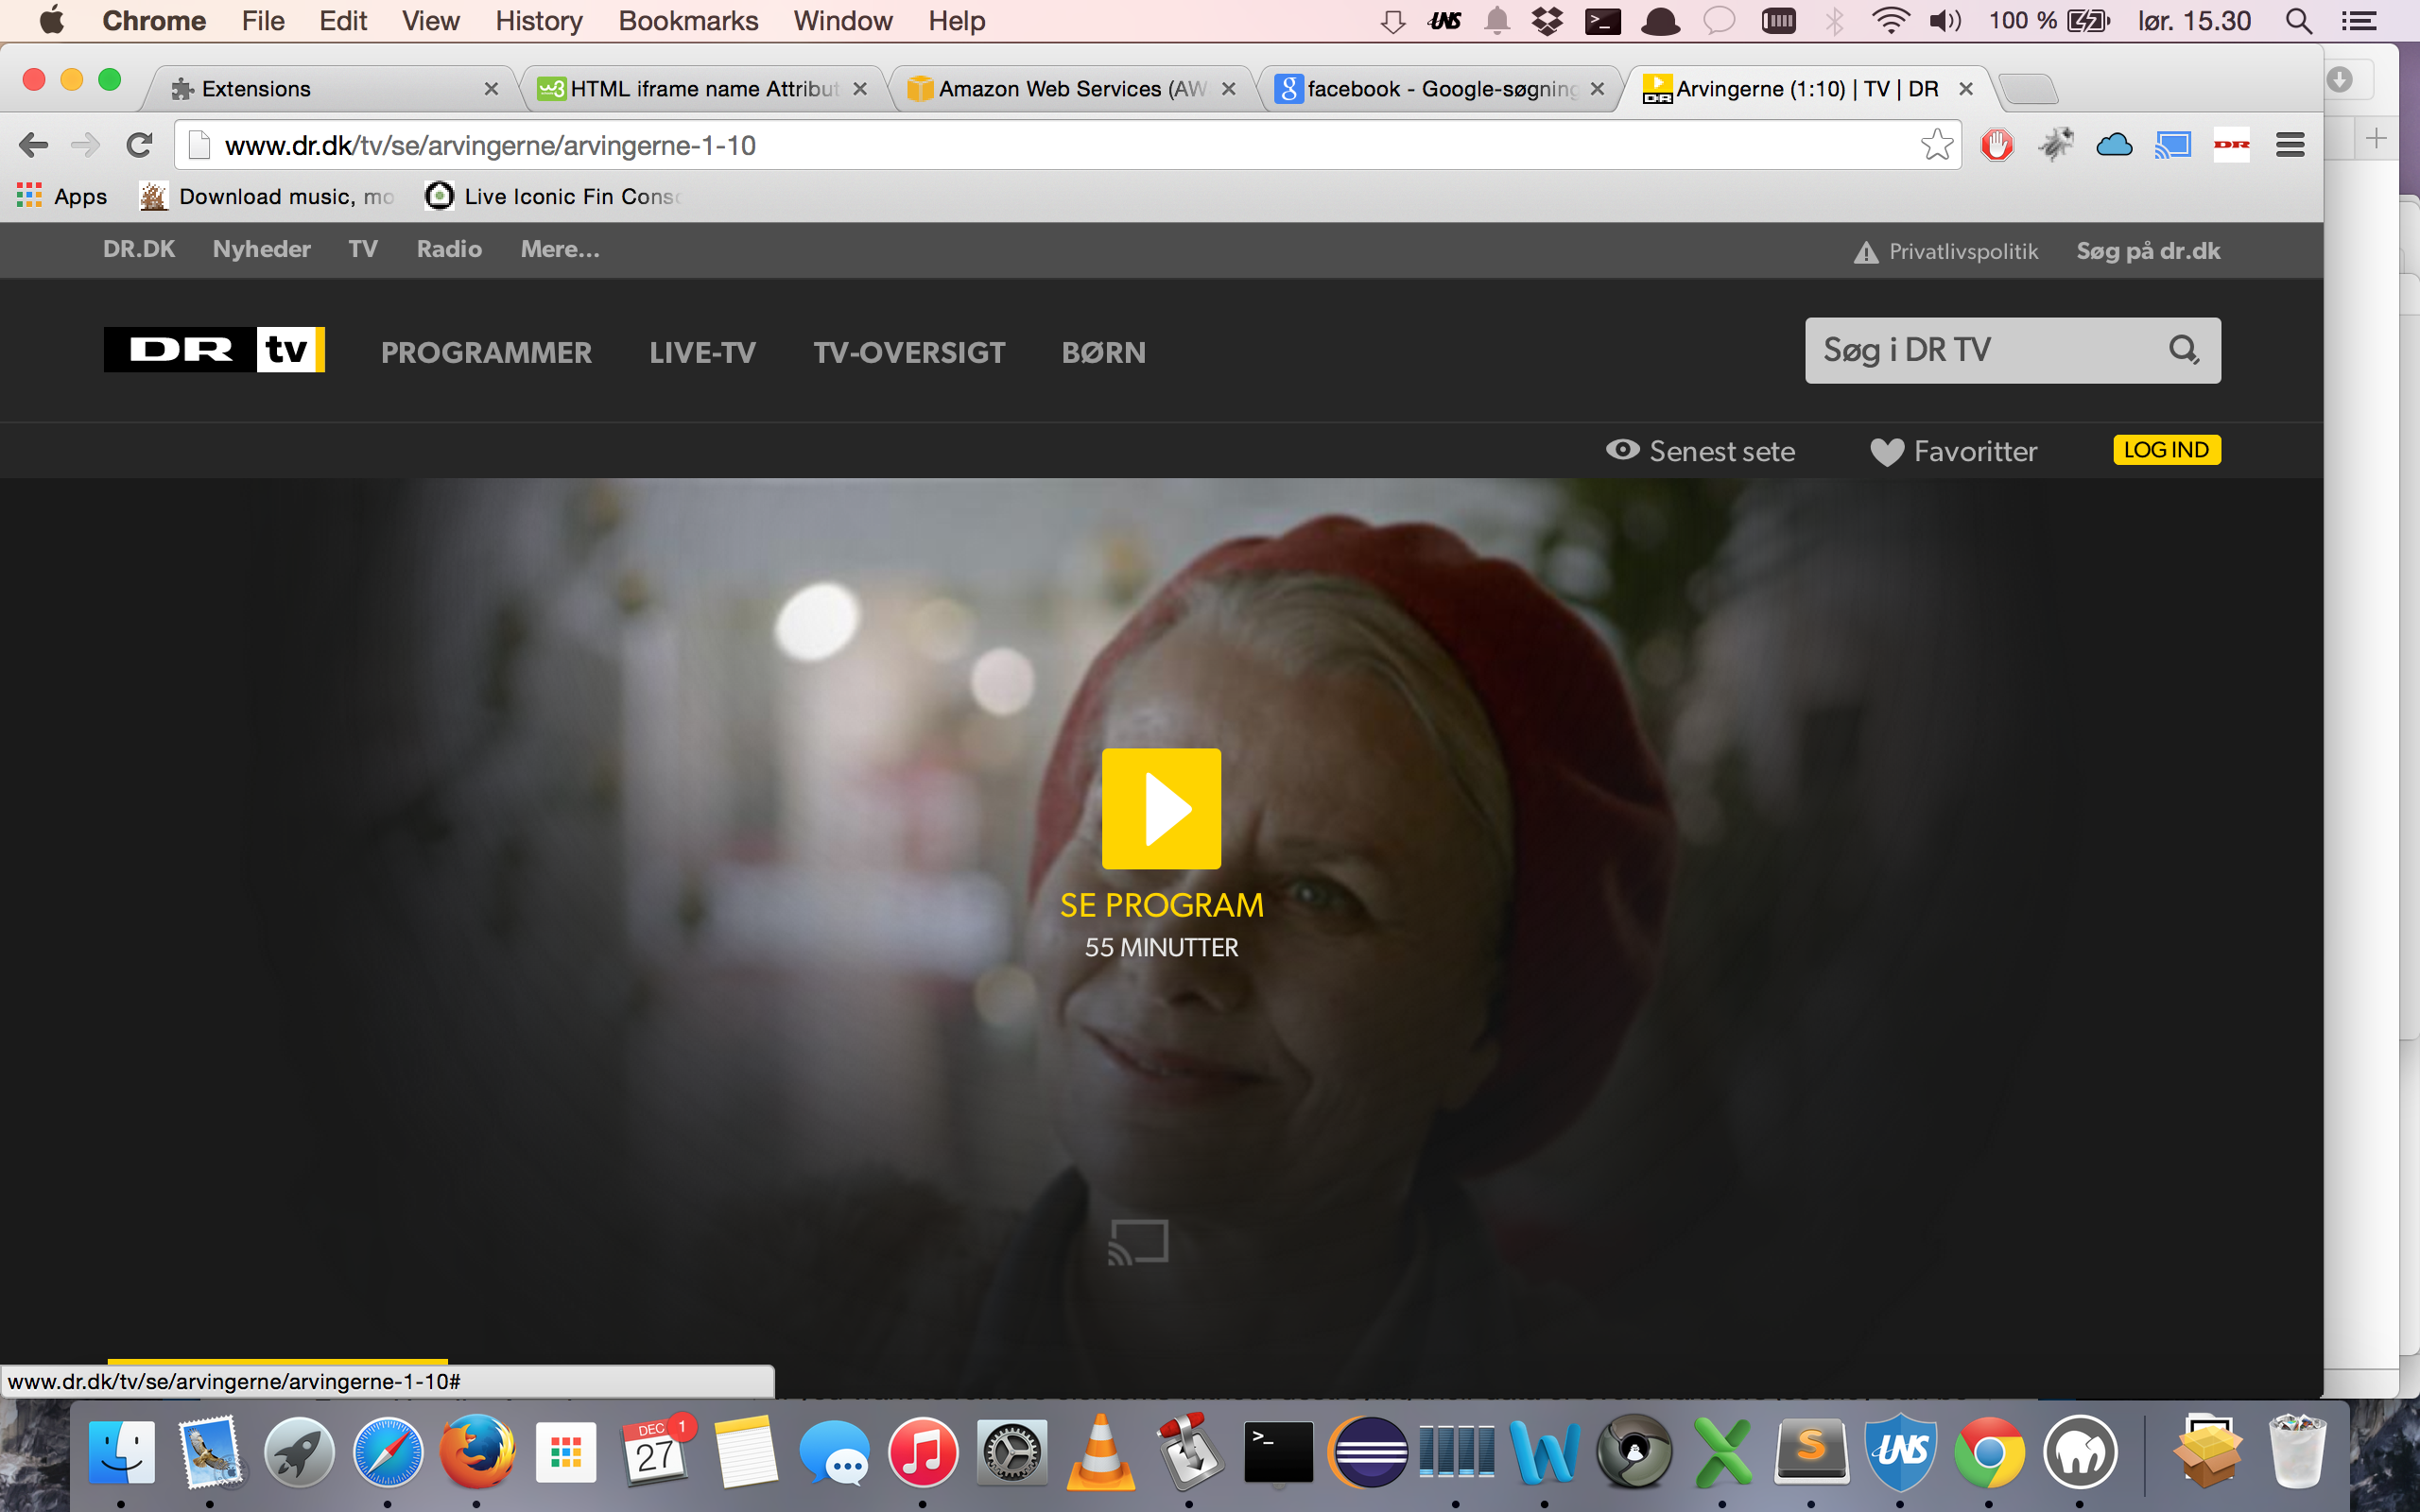 Chrome File Edit View History Bookmarks Window Help UNS 100 % lør. 15.30
Extensions
HTML iframe name Attribut
Amazon Web Services (AW
facebook - Google-søgning
Arvingerne (1:10) | TV | DR
www.dr.dk/tv/se/arvingerne/arvingerne-1-10
Apps Download music, mo Live Iconic Fin Conso
DR.DK Nyheder TV Radio Mere... Privatlivspolitik Søg på dr.dk
DR tv PROGRAMMER LIVE-TV TV-OVERSIGT BØRN Søg i DR TV
Senest sete Favoritter LOG IND
SE PROGRAM
55 MINUTTER
www.dr.dk/tv/se/arvingerne/arvingerne-1-10#
DEC 1
27
UNS